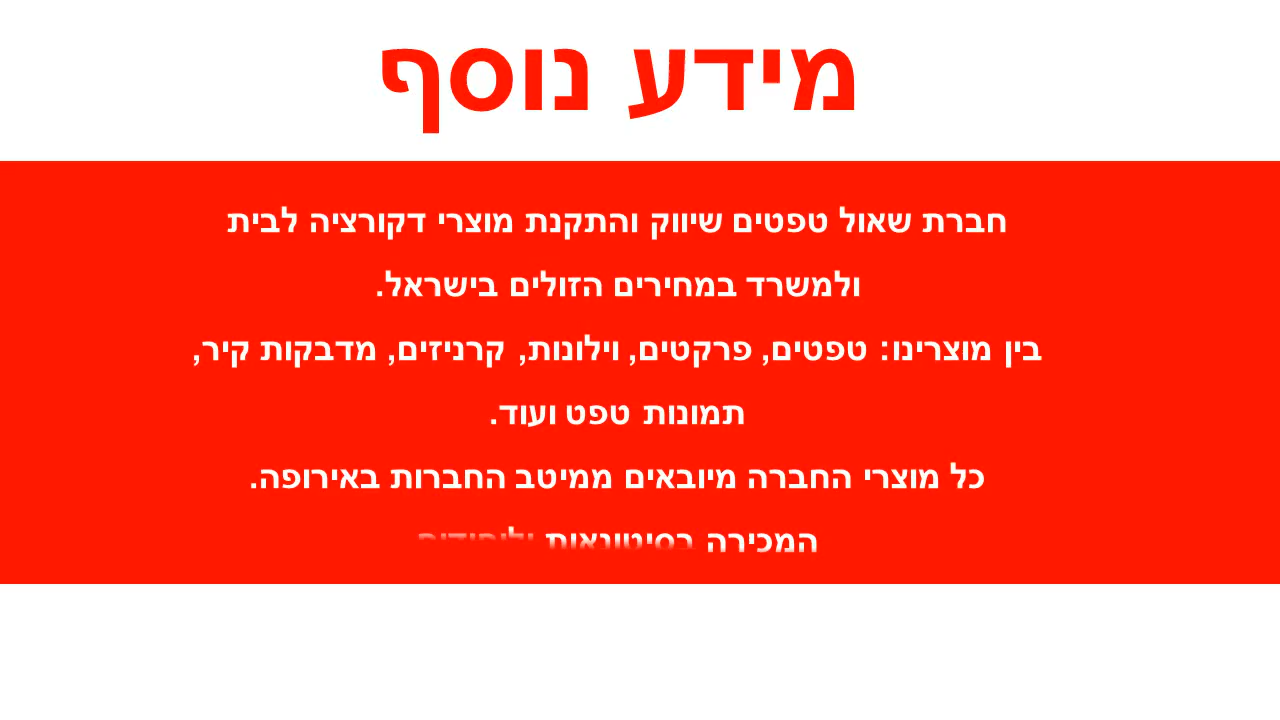 מידע נוסף
חברת שאול טפטים שיווק והתקנת מוצרי דקורציה לבית
ולמשרד במחירים הזולים בישראל.
בין מוצרינו: טפטים, פרקטים, וילונות, קרניזים, מדבקות קיר,
תמונות טפט ועוד.
כל מוצרי החברה מיובאים ממיטב החברות באירופה.
המכירה בסיטונאות